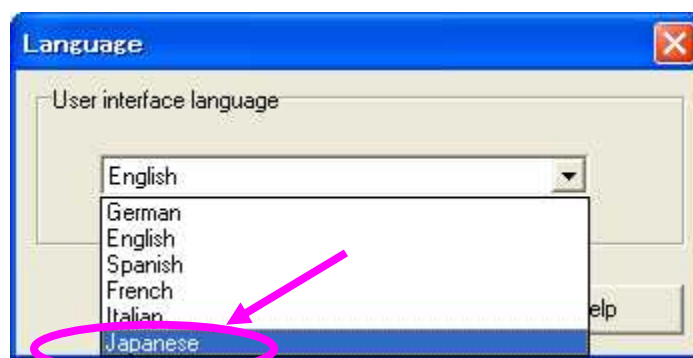 Language
User interface language
English
German
English
Spanish
French
Italian
elp
Japanese